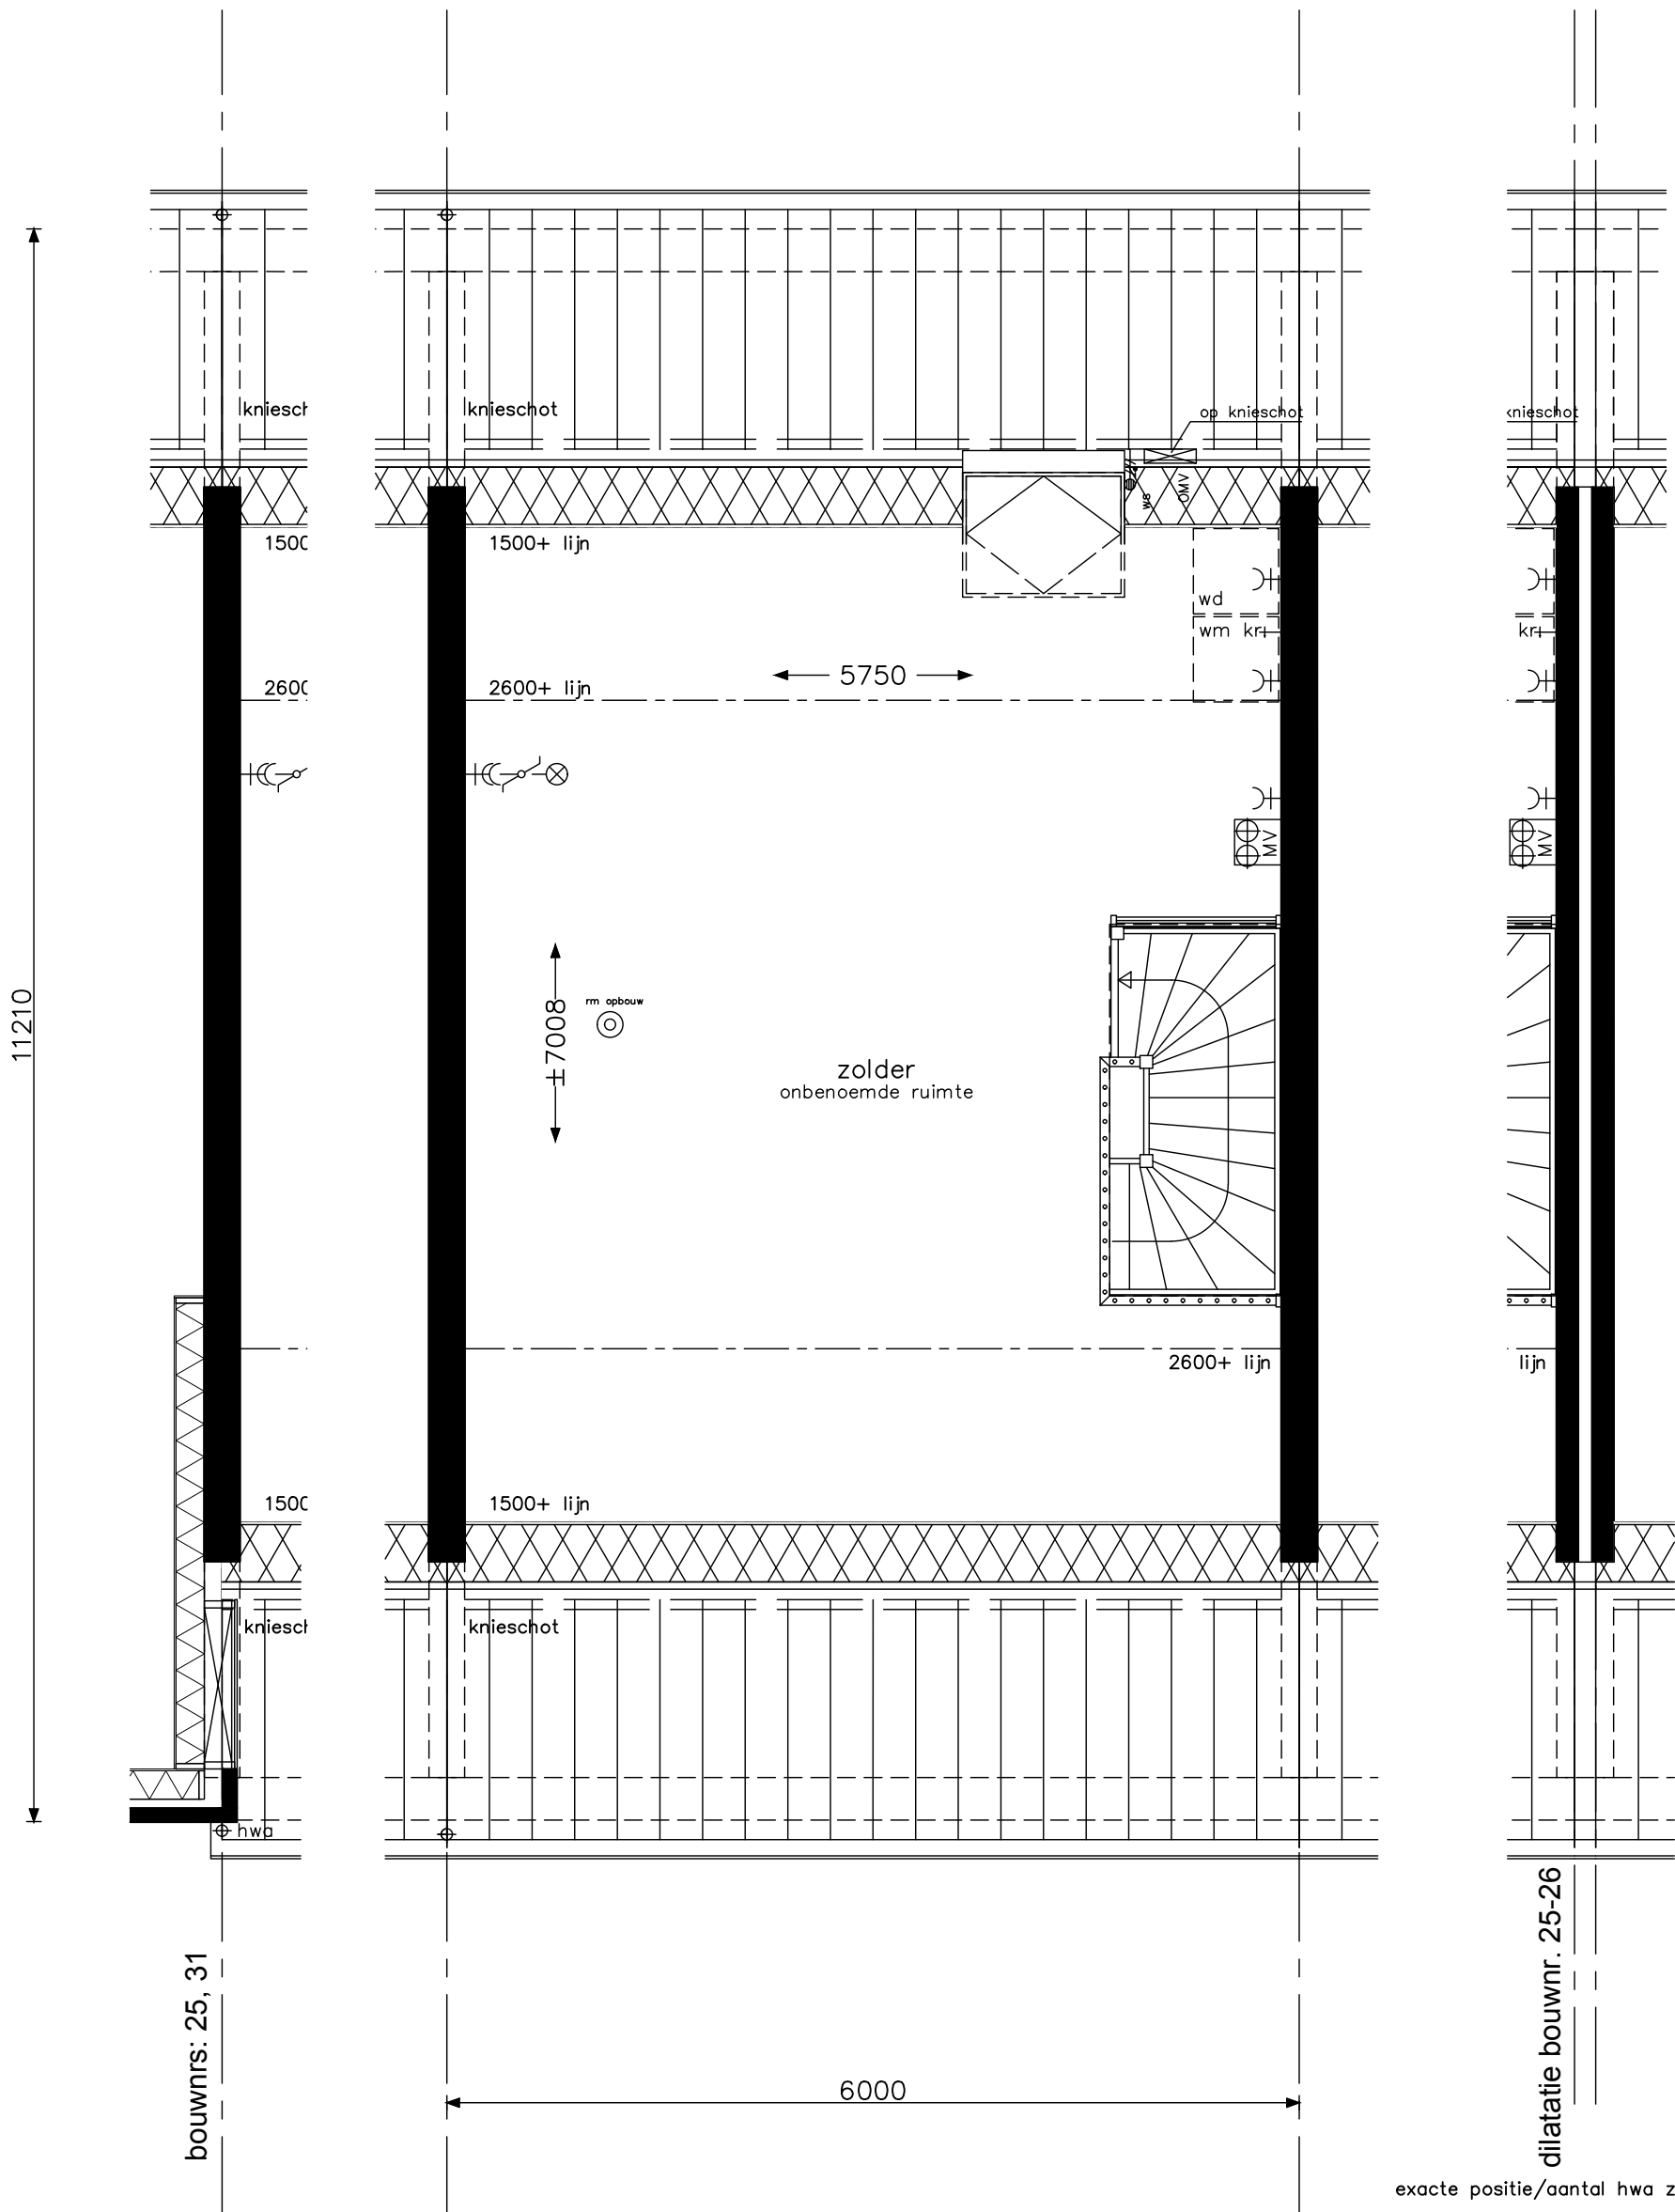 kniesch
knieschot
op knieschot
knieschot
ws
OMV
1500
1500+ lijn
wd
wm kr
kr
5750
2600
2600+ lijn
MV
MV
11210
±7008
rm opbouw
zolder
onbenoemde ruimte
2600+ lijn
lijn
1500
1500+ lijn
kniesch
knieschot
hwa
bouwnrs: 25, 31
dilatatie bouwnr. 25-26
6000
exacte positie/aantal hwa z